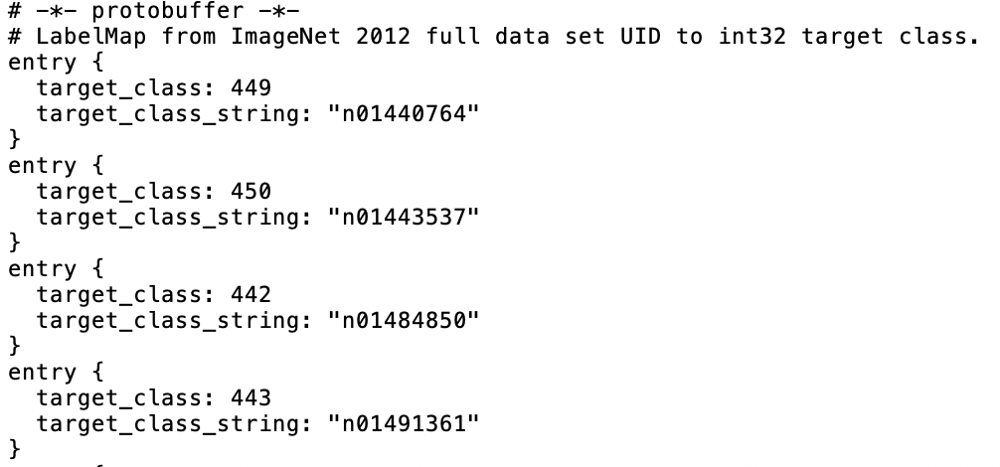 # -*- protobuffer -*-
# LabelMap from ImageNet 2012 full data set UID to int32 target class.
entry {
  target_class: 449
  target_class_string: "n01440764"
}
entry {
  target_class: 450
  target_class_string: "n01443537"
}
entry {
  target_class: 442
  target_class_string: "n01484850"
}
entry {
  target_class: 443
  target_class_string: "n01491361"
}